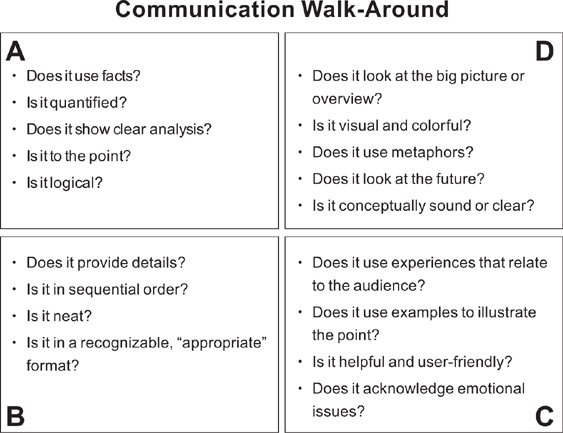 Communication Walk-Around
A
• Does it use facts?
• Is it quantified?
• Does it show clear analysis?
• Is it to the point?
• Is it logical?
D
• Does it look at the big picture or
overview?
• Is it visual and colorful?
• Does it use metaphors?
• Does it look at the future?
• Is it conceptually sound or clear?
• Does it provide details?
• Is it in sequential order?
• Is it neat?
• Is it in a recognizable, “appropriate”
format?
B
• Does it use experiences that relate
to the audience?
• Does it use examples to illustrate
the point?
• Is it helpful and user-friendly?
• Does it acknowledge emotional
issues?
C